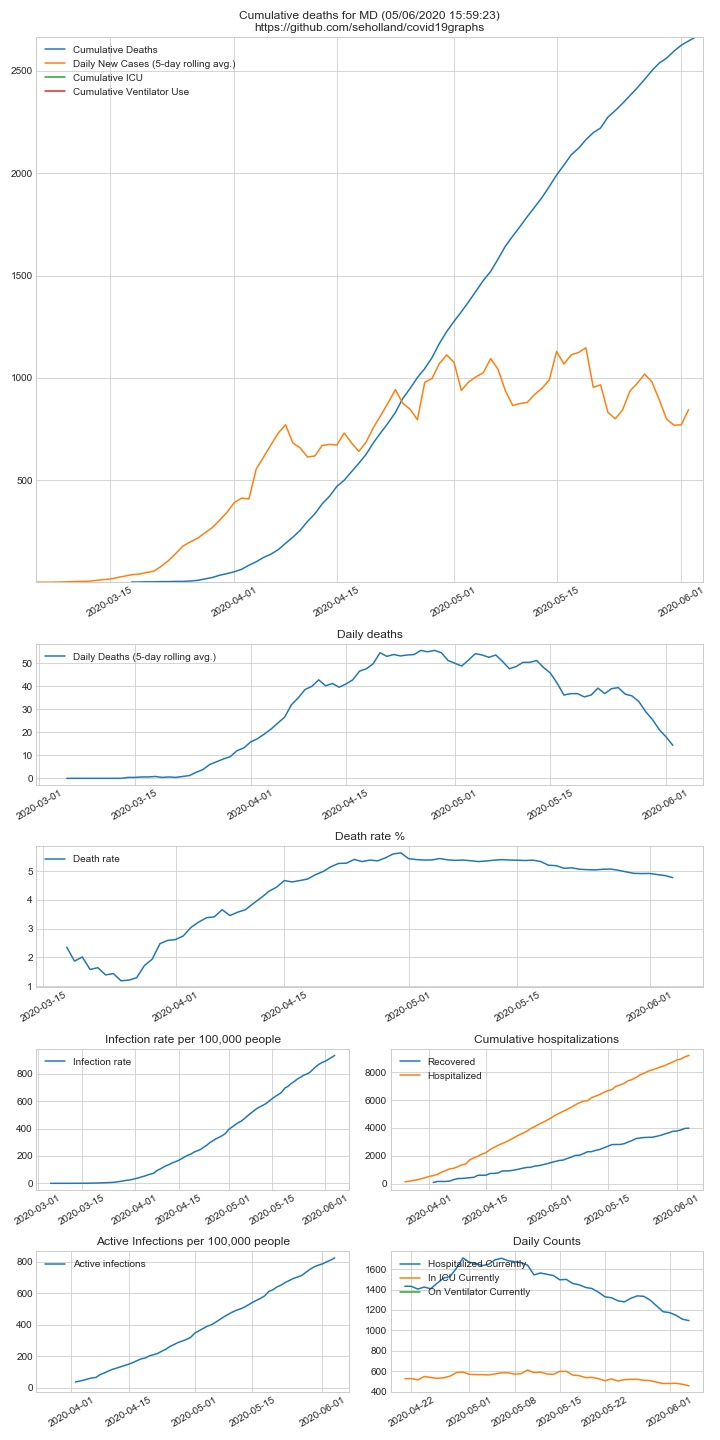 Cumulative deaths for MD (05/06/2020 15:59:23)
https://github.com/seholland/covid19graphs
Cumulative Deaths
Daily New Cases (5-day rolling avg.)
Cumulative ICU
Cumulative Ventilator Use
2500
2000
1500
1000
500
2020-03-15 2020-04-01 2020-04-15 2020-05-01 2020-05-15 2020-06-01
Daily deaths
Daily Deaths (5-day rolling avg.)
50
40
30
20
10
0
2020-03-01 2020-03-15 2020-04-01 2020-04-15 2020-05-01 2020-05-15 2020-06-01
Death rate %
Death rate
5
4
3
2
1
2020-03-15 2020-04-01 2020-04-15 2020-05-01 2020-05-15 2020-06-01
Infection rate per 100,000 people
Infection rate
800
600
400
200
0
2020-03-01 2020-03-15 2020-04-01 2020-04-15 2020-05-01 2020-05-15 2020-06-01
Cumulative hospitalizations
Recovered
Hospitalized
8000
6000
4000
2000
0
2020-04-01 2020-04-15 2020-05-01 2020-05-15 2020-06-01
Active Infections per 100,000 people
Active infections
800
600
400
200
0
2020-04-01 2020-04-15 2020-05-01 2020-05-15 2020-06-01
Daily Counts
Hospitalized Currently
In ICU Currently
On Ventilator Currently
1600
1400
1200
1000
800
600
400
2020-04-22 2020-05-01 2020-05-08 2020-05-15 2020-05-22 2020-06-01